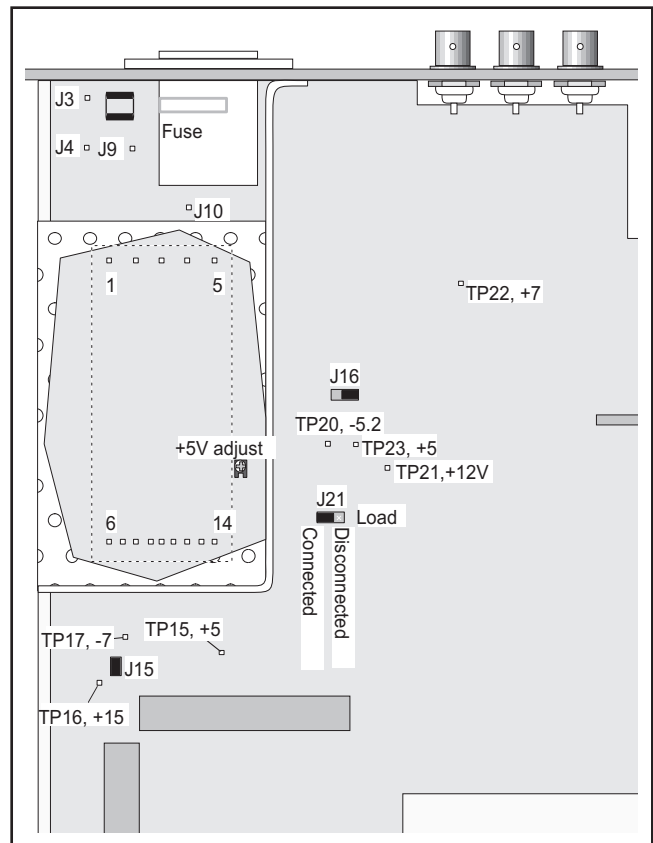 J3
Fuse
J4
J9
J10
1
5
TP22, +7
J16
TP20, -5.2
+5V adjust
TP23, +5
TP21,+12V
J21
Load
6
14
Connected
Disconnected
TP17, -7
TP15, +5
J15
TP16, +15